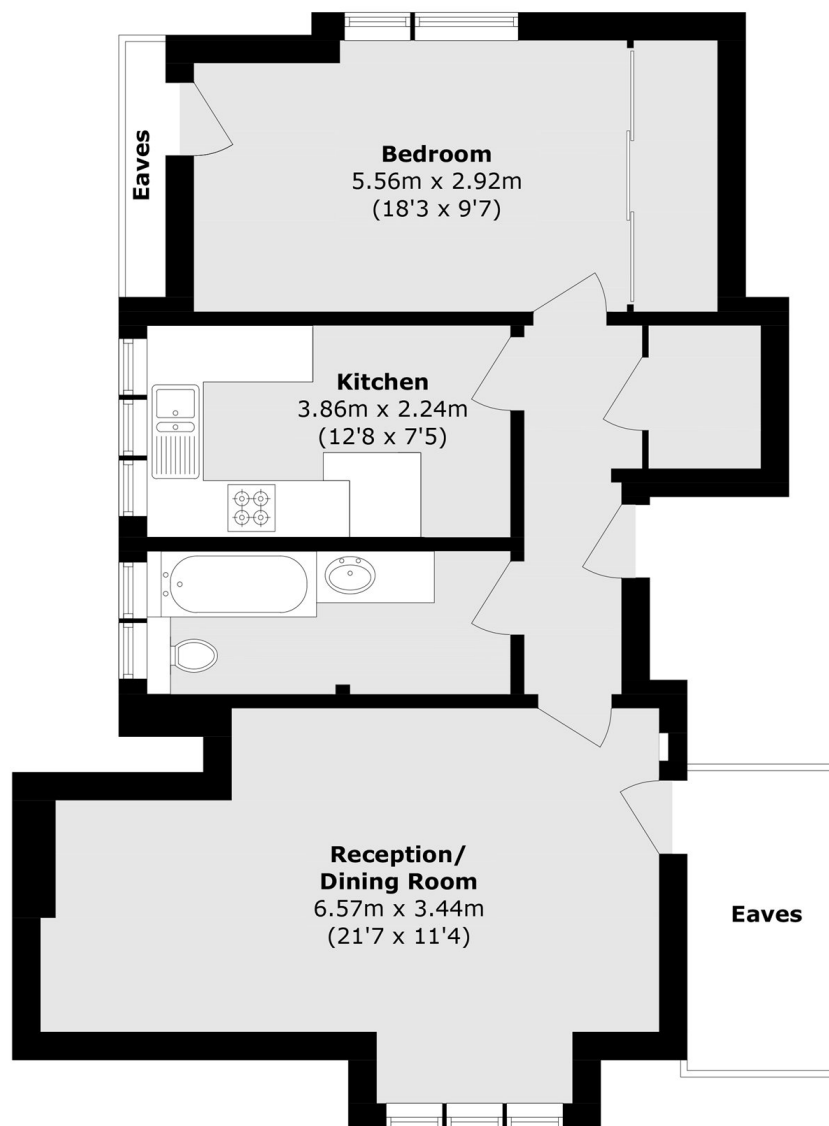 Eaves
Bedroom
5.56m x 2.92m
(18'3 x 9'7)
Kitchen
3.86m x 2.24m
(12'8 x 7'5)
Reception/
Dining Room
6.57m x 3.44m
(21'7 x 11'4)
Eaves